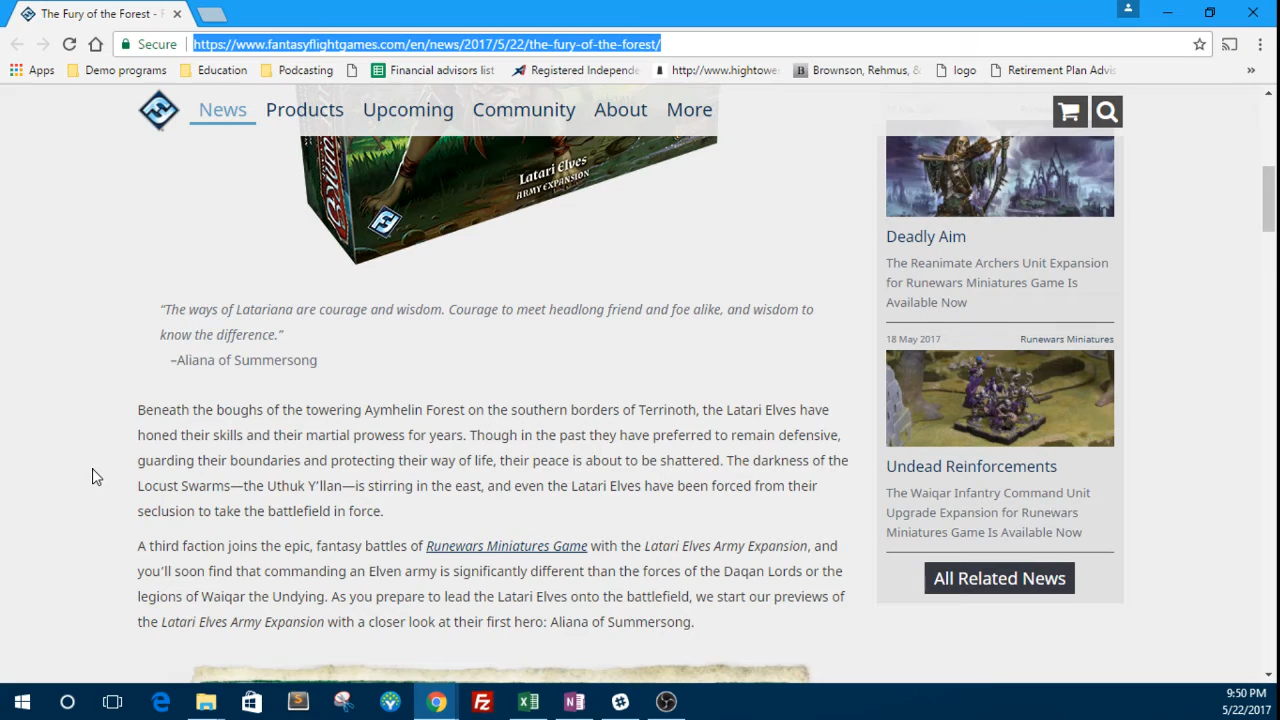 The Fury of the Forest -
Secure
https://www.fantasyflightgames.com/en/news/2017/5/22/the-fury-of-the-forest/
Apps
Demo programs
Education
Podcasting
Financial advisors list
Registered Independe
http://www.hightowe
Brownson, Rehmus, &
logo
Retirement Plan Advis
»
News
Products
Upcoming
Community
About
More
Latari Elves
ARMY EXPANSION
“The ways of Latariana are courage and wisdom. Courage to meet headlong friend and foe alike, and wisdom to
know the difference.”
–Aliana of Summersong
Beneath the boughs of the towering Aymhelin Forest on the southern borders of Terrinoth, the Latari Elves have
honed their skills and their martial prowess for years. Though in the past they have preferred to remain defensive,
guarding their boundaries and protecting their way of life, their peace is about to be shattered. The darkness of the
Locust Swarms—the Uthuk Y’llan—is stirring in the east, and even the Latari Elves have been forced from their
seclusion to take the battlefield in force.
A third faction joins the epic, fantasy battles of Runewars Miniatures Game with the Latari Elves Army Expansion, and
you’ll soon find that commanding an Elven army is significantly different than the forces of the Daqan Lords or the
legions of Waiqar the Undying. As you prepare to lead the Latari Elves onto the battlefield, we start our previews of
the Latari Elves Army Expansion with a closer look at their first hero: Aliana of Summersong.
Deadly Aim
The Reanimate Archers Unit Expansion
for Runewars Miniatures Game Is
Available Now
18 May 2017
Runewars Miniatures
Undead Reinforcements
The Waiqar Infantry Command Unit
Upgrade Expansion for Runewars
Miniatures Game Is Available Now
All Related News
9:50 PM
5/22/2017